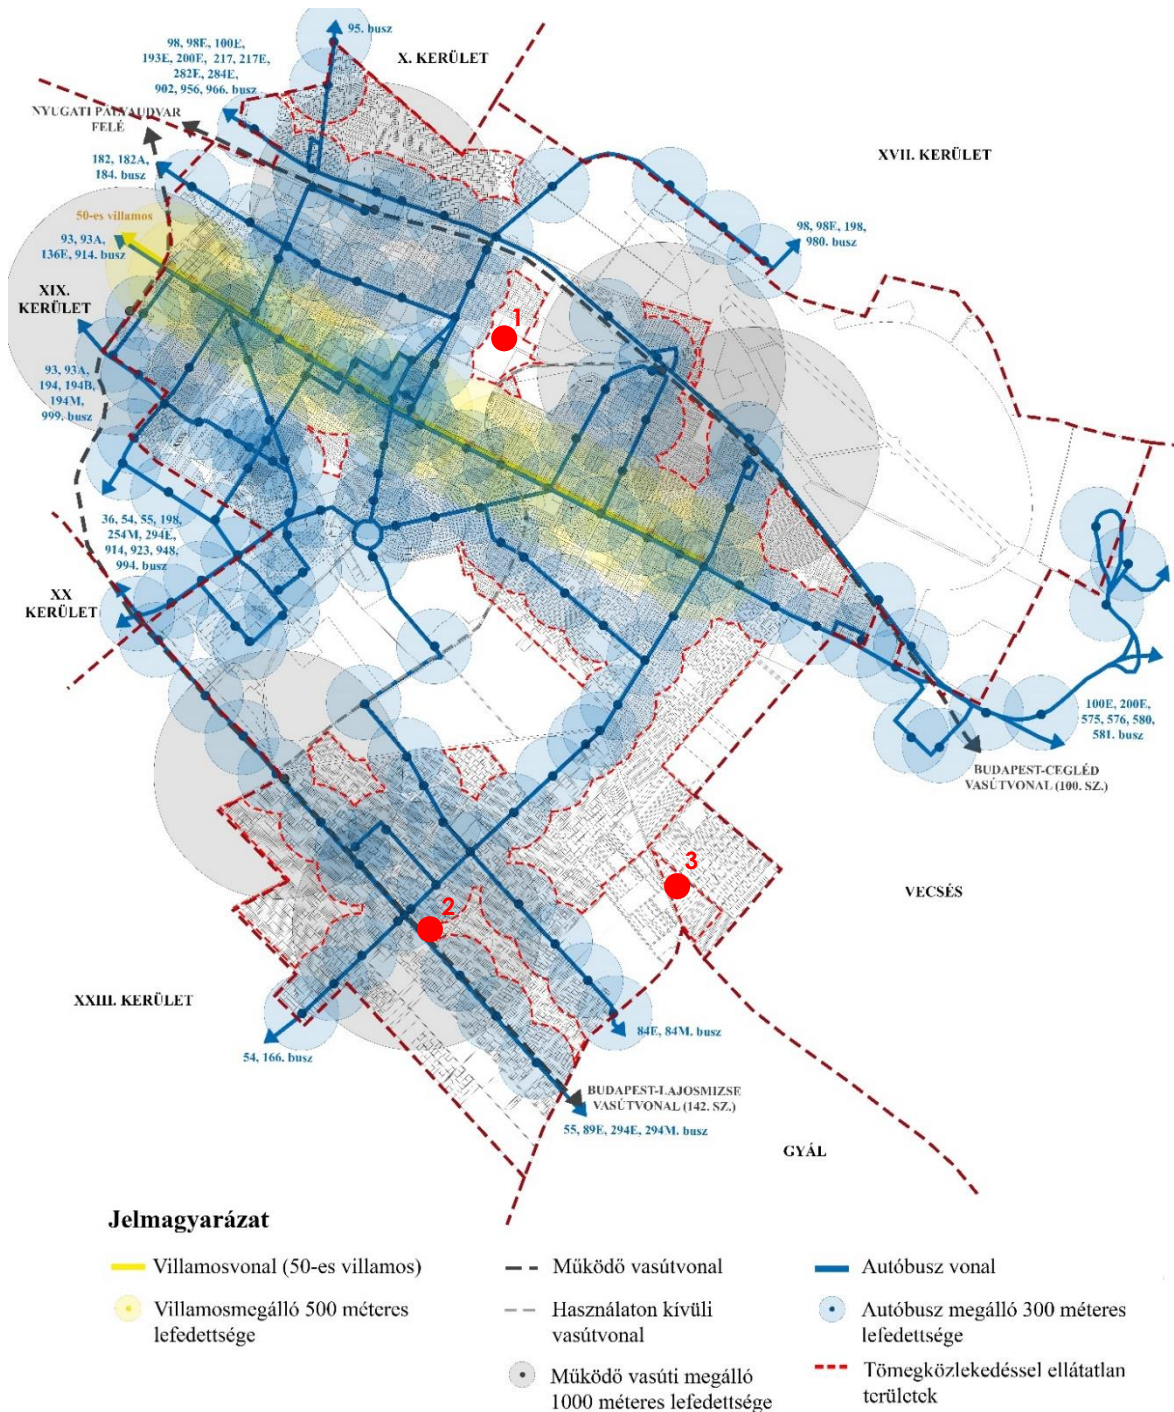 95. busz
98, 98E, 100E,
193E, 200E, 217, 217E,
282E, 284E,
902, 956, 966. busz
X. KERÜLET
NYUGATI PÁLYAUDVAR
FELÉ
XVII. KERÜLET
182, 182A,
184. busz
50-es villamos
93, 93A,
136E, 914. busz
98, 98E, 198,
980. busz
XIX.
KERÜLET
1
93, 93A,
194, 194B,
194M,
999. busz
36, 54, 55, 198,
254M, 294E,
914, 923, 948,
994. busz
XX
KERÜLET
100E, 200E,
575, 576, 580,
581. busz
BUDAPEST-CEGLÉD
VASÚTVONAL (100. SZ.)
3
VECSÉS
2
XXIII. KERÜLET
54, 166. busz
84E, 84M. busz
BUDAPEST-LAJOSMIZSE
VASÚTVONAL (142. SZ.)
55, 89E, 294E, 294M. busz
GYÁL
Jelmagyarázat
Villamosvonal (50-es villamos)
Villamosmegálló 500 méteres
lefedettsége
Működő vasútvonal
Használaton kívüli
vasútvonal
Működő vasúti megálló
1000 méteres lefedettsége
Autóbusz vonal
Autóbusz megálló 300 méteres
lefedettsége
Tömegközlekedéssel ellátatlan
területek